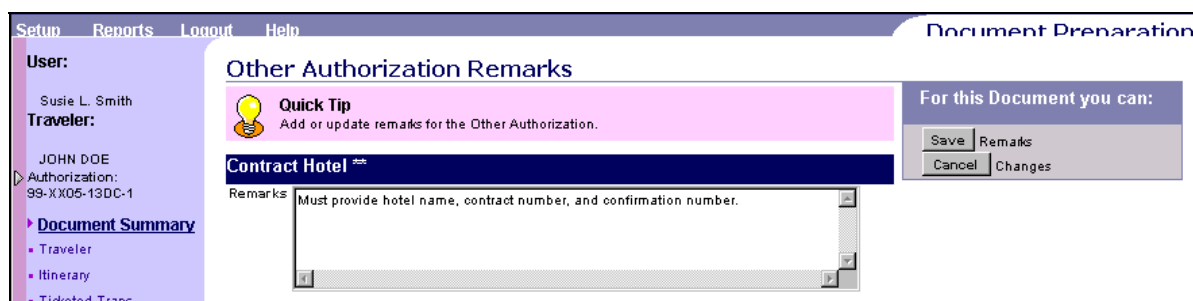 Setup Reports Logout Help
Document Preparation
User:
Susie L. Smith
Traveler:
JOHN DOE
Authorization:
99-XX05-13DC-1
Document Summary
Traveler
Itinerary
Ticketed Trans
Other Authorization Remarks
Quick Tip
Add or update remarks for the Other Authorization.
Contract Hotel **
Remarks
Must provide hotel name, contract number, and confirmation number.
For this Document you can:
Save Remarks
Cancel Changes